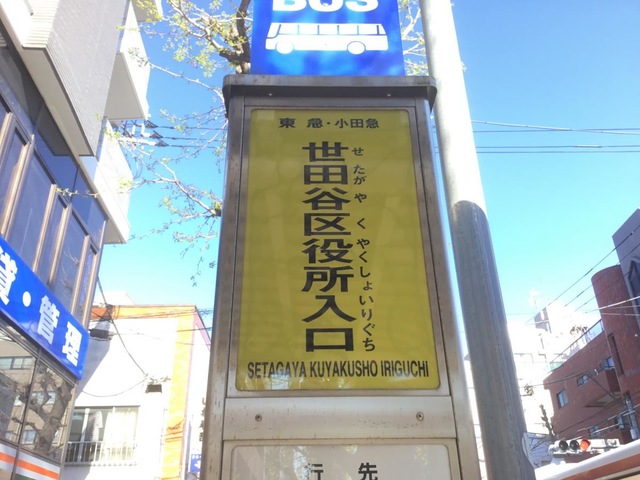 BUS
東急・小田急
世田谷区役所入口
せたがやくやくしょいりぐち
SETAGAYA KUYAKUSHO IRIGUCHI
行先
賃・管理